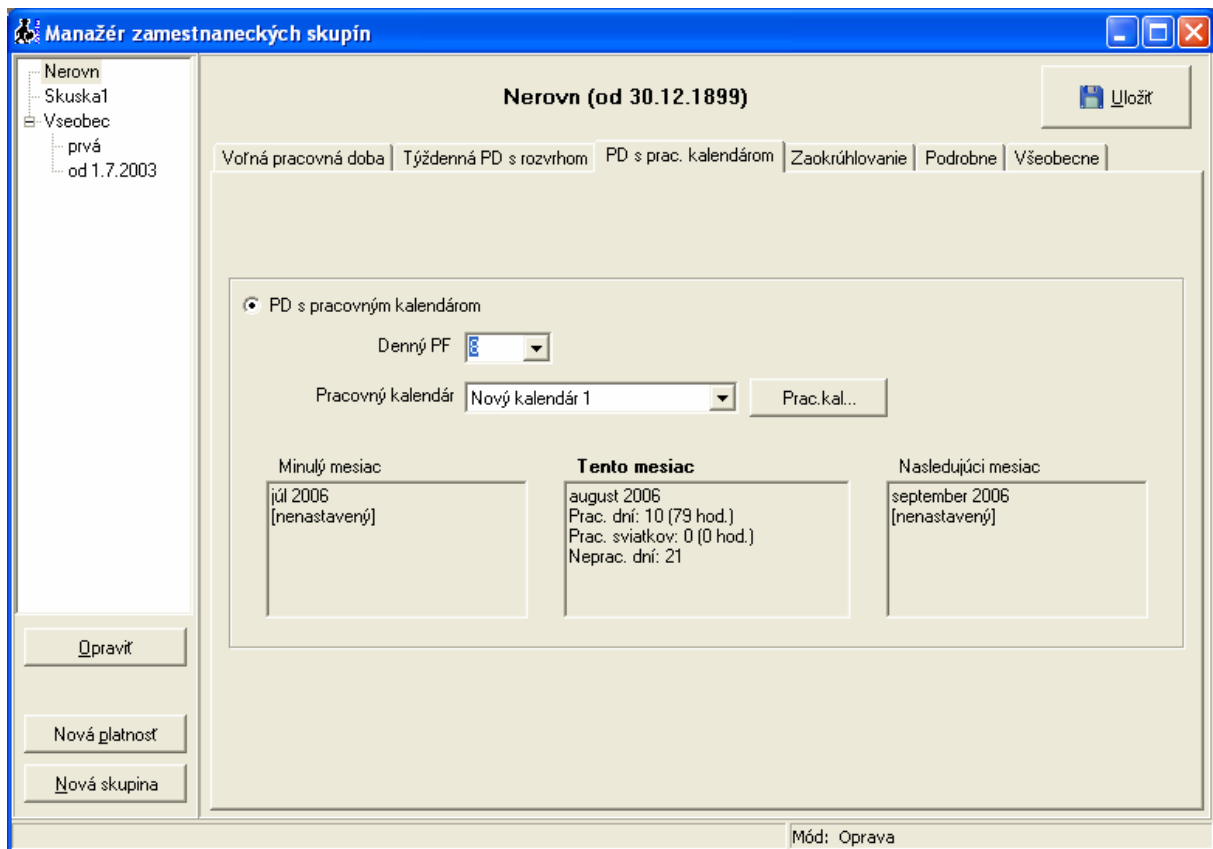 Manažér zamestnaneckých skupín
Nerovn
Skuska1
Vseobec
prvá
od 1.7.2003
Nerovn (od 30.12.1899)
Uložiť
Voľná pracovná doba
Týždenná PD s rozvrhom
PD s prac. kalendárom
Zaokrúhlovanie
Podrobne
Všeobecne
PD s pracovným kalendárom
Denný PF 8
Pracovný kalendár Nový kalendár 1 Prac.kal...
Minulý mesiac
júl 2006
[nenastavený]
Tento mesiac
august 2006
Prac. dní: 10 (79 hod.)
Prac. sviatkov: 0 (0 hod.)
Neprac. dní: 21
Nasledujúci mesiac
september 2006
[nenastavený]
Opraviť
Nová platnosť
Nová skupina
Mód: Oprava